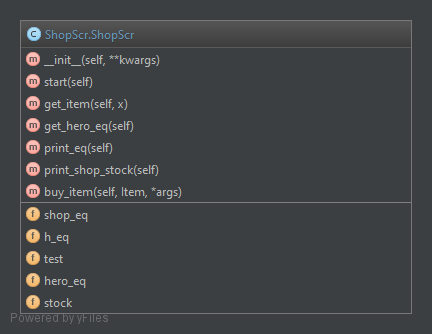 C ShopScr.ShopScr
m __init__(self, **kwargs)
m start(self)
m get_item(self, x)
m get_hero_eq(self)
m print_eq(self)
m print_shop_stock(self)
m buy_item(self, Item, *args)
f shop_eq
f h_eq
f test
f hero_eq
f stock
Powered by yFiles